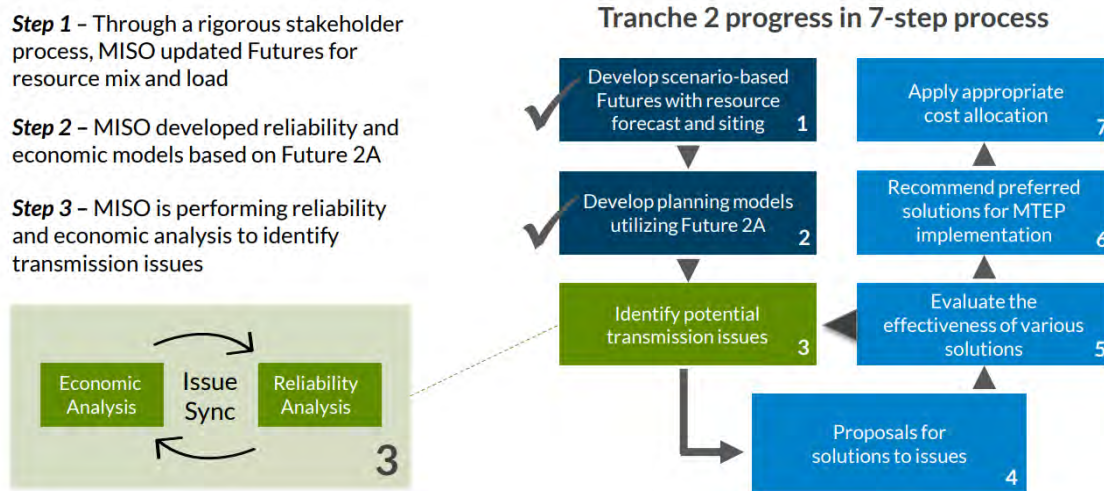 Step 1 – Through a rigorous stakeholder
process, MISO updated Futures for
resource mix and load
Step 2 – MISO developed reliability and
economic models based on Future 2A
Step 3 – MISO is performing reliability
and economic analysis to identify
transmission issues
Economic
Analysis
Issue
Sync
Reliability
Analysis
3
Tranche 2 progress in 7-step process
Develop scenario-based
Futures with resource
forecast and siting
1
Develop planning models
utilizing Future 2A
2
Identify potential
transmission issues
3
Proposals for
solutions to issues
4
Evaluate the
effectiveness of various
solutions
5
Recommend preferred
solutions for MTEP
implementation
6
Apply appropriate
cost allocation
7